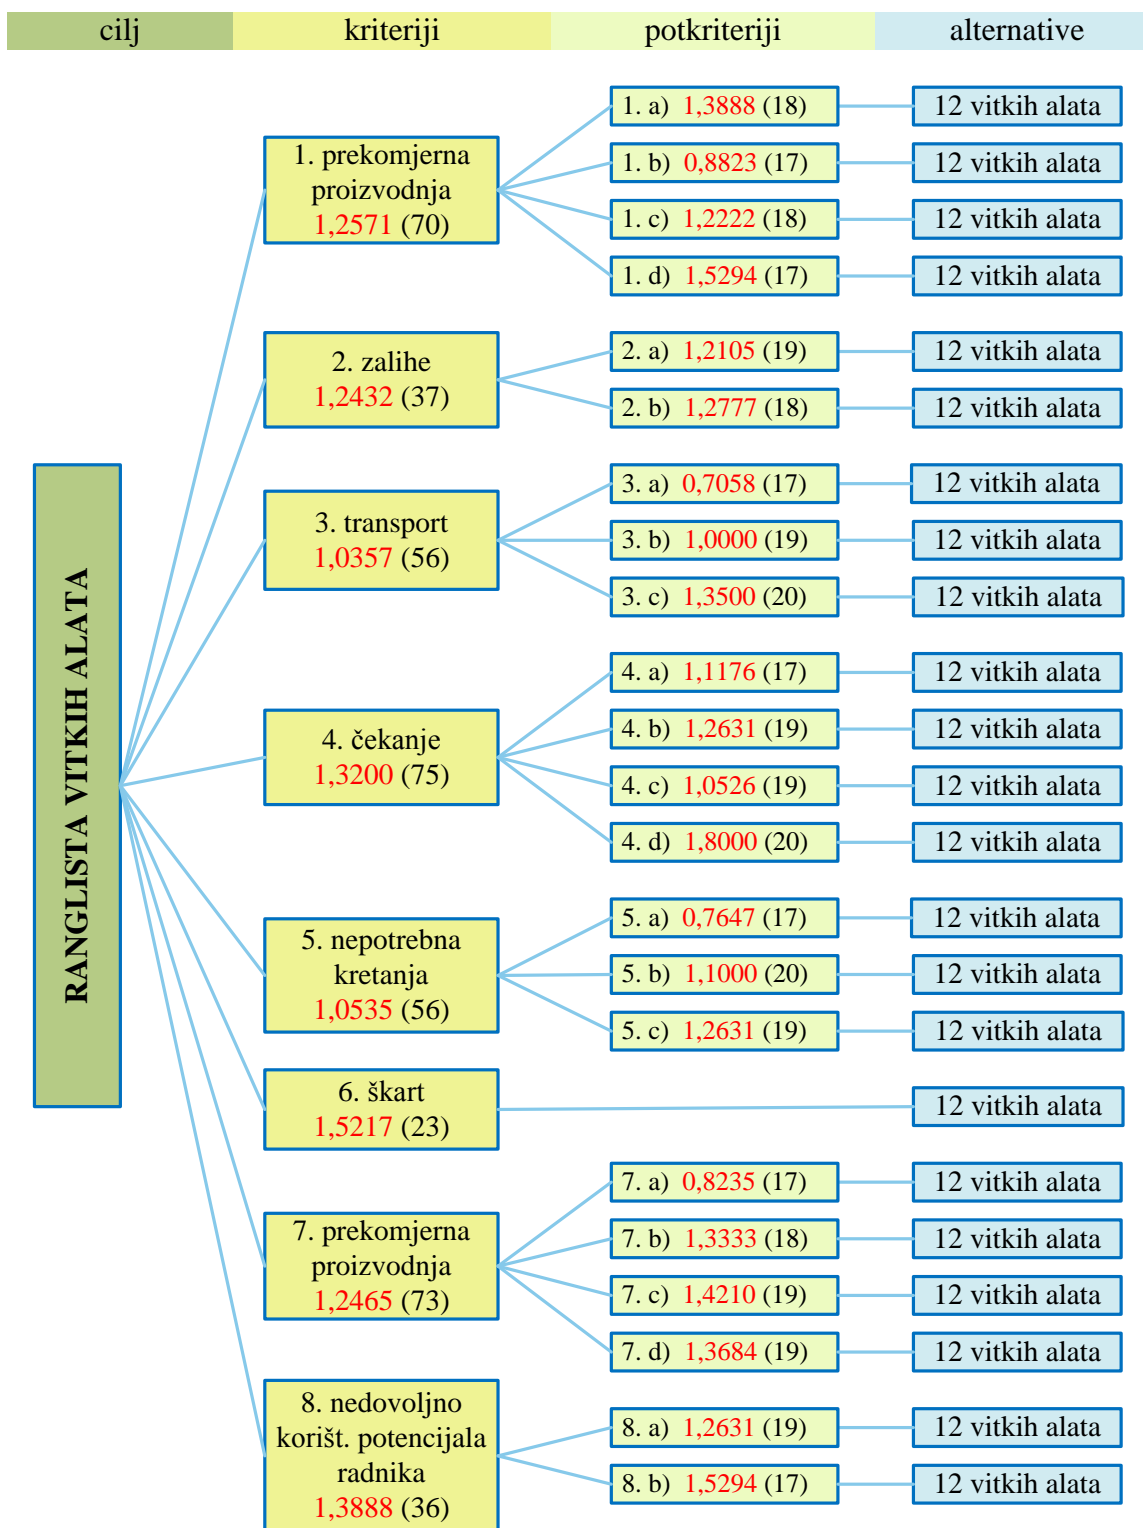 cilj kriteriji potkriteriji alternative
RANGLISTA VITKIH ALATA
1. prekomjerna
proizvodnja
1,2571 (70)
1. a) 1,3888 (18) 12 vitkih alata
1. b) 0,8823 (17) 12 vitkih alata
1. c) 1,2222 (18) 12 vitkih alata
1. d) 1,5294 (17) 12 vitkih alata
2. zalihe
1,2432 (37)
2. a) 1,2105 (19) 12 vitkih alata
2. b) 1,2777 (18) 12 vitkih alata
3. transport
1,0357 (56)
3. a) 0,7058 (17) 12 vitkih alata
3. b) 1,0000 (19) 12 vitkih alata
3. c) 1,3500 (20) 12 vitkih alata
4. čekanje
1,3200 (75)
4. a) 1,1176 (17) 12 vitkih alata
4. b) 1,2631 (19) 12 vitkih alata
4. c) 1,0526 (19) 12 vitkih alata
4. d) 1,8000 (20) 12 vitkih alata
5. nepotrebna
kretanja
1,0535 (56)
5. a) 0,7647 (17) 12 vitkih alata
5. b) 1,1000 (20) 12 vitkih alata
5. c) 1,2631 (19) 12 vitkih alata
6. škart
1,5217 (23)
12 vitkih alata
7. prekomjerna
proizvodnja
1,2465 (73)
7. a) 0,8235 (17) 12 vitkih alata
7. b) 1,3333 (18) 12 vitkih alata
7. c) 1,4210 (19) 12 vitkih alata
7. d) 1,3684 (19) 12 vitkih alata
8. nedovoljno
korišt. potencijala
radnika
1,3888 (36)
8. a) 1,2631 (19) 12 vitkih alata
8. b) 1,5294 (17) 12 vitkih alata